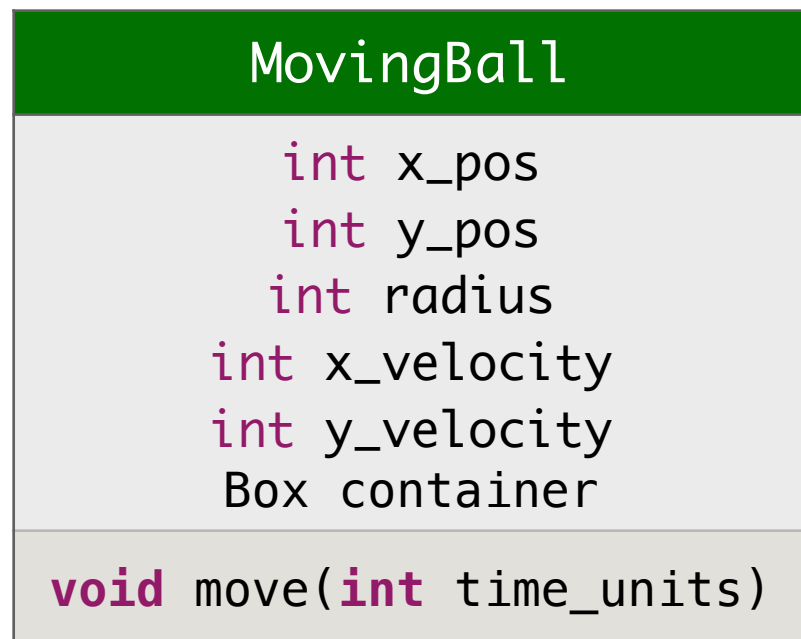 MovingBall
int x_pos
int y_pos
int radius
int x_velocity
int y_velocity
Box container
void move(int time_units)